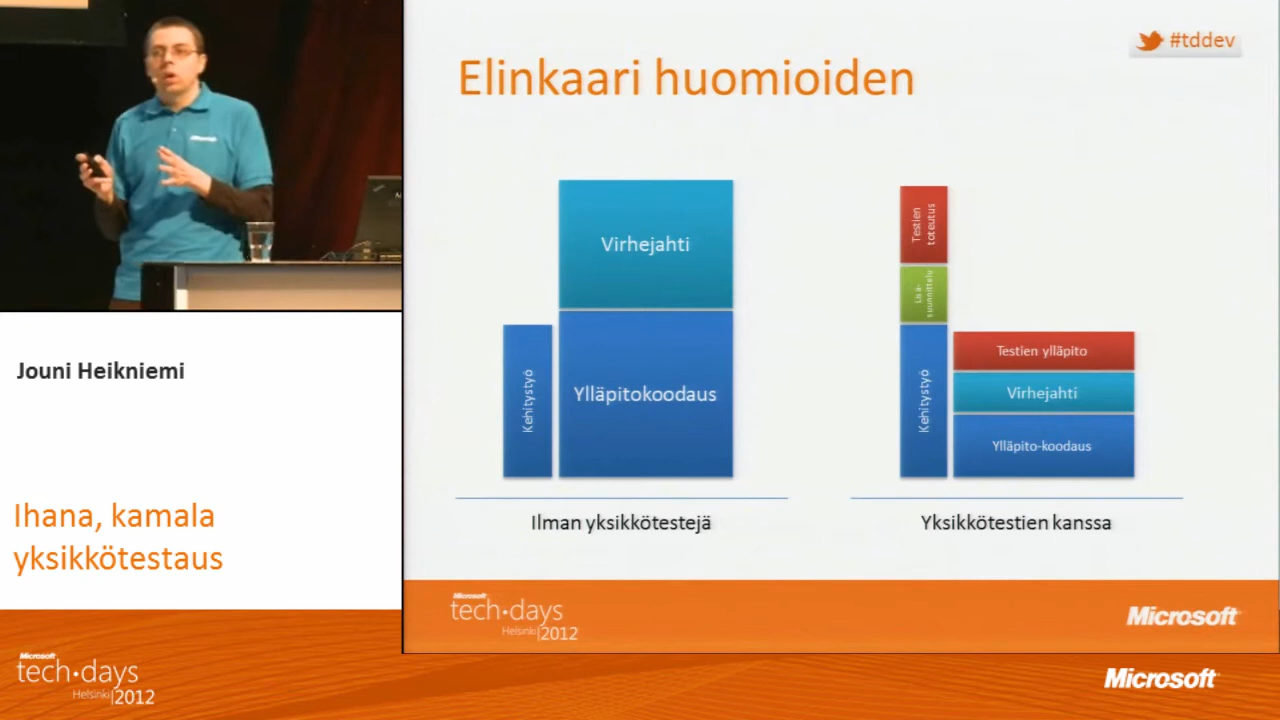 #tddev
Elinkaari huomioiden
Virhejahti
Kehitystyö
Ylläpitokoodaus
Ilman yksikkötestejä
Testien
toteutus
Lisä-
suunnittelu
Kehitystyö
Testien ylläpito
Virhejahti
Ylläpito-koodaus
Yksikkötestien kanssa
Microsoft
tech·days
Helsinki|2012
Microsoft
Jouni Heikniemi
Ihana, kamala
yksikkötestaus
Microsoft
tech·days
Helsinki|2012
Microsoft